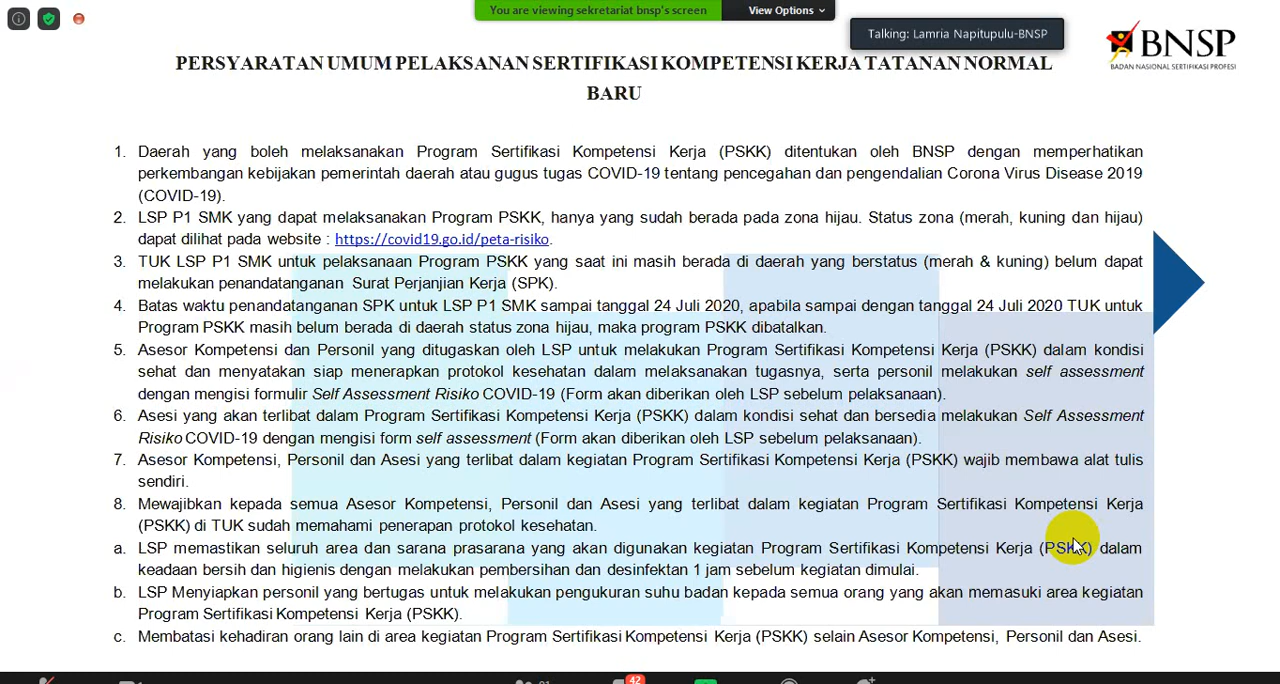 You are viewing sekretariat bnsp's screen
View Options
Talking: Lamria Napitupulu-BNSP
BNSP
BADAN NASIONAL SERTIFIKASI PROFESI
PERSYARATAN UMUM PELAKSANAN SERTIFIKASI KOMPETENSI KERJA TATANAN NORMAL
BARU
1. Daerah yang boleh melaksanakan Program Sertifikasi Kompetensi Kerja (PSKK) ditentukan oleh BNSP dengan memperhatikan
perkembangan kebijakan pemerintah daerah atau gugus tugas COVID-19 tentang pencegahan dan pengendalian Corona Virus Disease 2019
(COVID-19).
2. LSP P1 SMK yang dapat melaksanakan Program PSKK, hanya yang sudah berada pada zona hijau. Status zona (merah, kuning dan hijau)
dapat dilihat pada website : https://covid19.go.id/peta-risiko.
3. TUK LSP P1 SMK untuk pelaksanaan Program PSKK yang saat ini masih berada di daerah yang berstatus (merah & kuning) belum dapat
melakukan penandatanganan Surat Perjanjian Kerja (SPK).
4. Batas waktu penandatanganan SPK untuk LSP P1 SMK sampai tanggal 24 Juli 2020, apabila sampai dengan tanggal 24 Juli 2020 TUK untuk
Program PSKK masih belum berada di daerah status zona hijau, maka program PSKK dibatalkan.
5. Asesor Kompetensi dan Personil yang ditugaskan oleh LSP untuk melakukan Program Sertifikasi Kompetensi Kerja (PSKK) dalam kondisi
sehat dan menyatakan siap menerapkan protokol kesehatan dalam melaksanakan tugasnya, serta personil melakukan self assessment
dengan mengisi formulir Self Assessment Risiko COVID-19 (Form akan diberikan oleh LSP sebelum pelaksanaan).
6. Asesi yang akan terlibat dalam Program Sertifikasi Kompetensi Kerja (PSKK) dalam kondisi sehat dan bersedia melakukan Self Assessment
Risiko COVID-19 dengan mengisi form self assessment (Form akan diberikan oleh LSP sebelum pelaksanaan).
7. Asesor Kompetensi, Personil dan Asesi yang terlibat dalam kegiatan Program Sertifikasi Kompetensi Kerja (PSKK) wajib membawa alat tulis
sendiri.
8. Mewajibkan kepada semua Asesor Kompetensi, Personil dan Asesi yang terlibat dalam kegiatan Program Sertifikasi Kompetensi Kerja
(PSKK) di TUK sudah memahami penerapan protokol kesehatan.
a. LSP memastikan seluruh area dan sarana prasarana yang akan digunakan kegiatan Program Sertifikasi Kompetensi Kerja (PSKK) dalam
keadaan bersih dan higienis dengan melakukan pembersihan dan desinfektan 1 jam sebelum kegiatan dimulai.
b. LSP Menyiapkan personil yang bertugas untuk melakukan pengukuran suhu badan kepada semua orang yang akan memasuki area kegiatan
Program Sertifikasi Kompetensi Kerja (PSKK).
c. Membatasi kehadiran orang lain di area kegiatan Program Sertifikasi Kompetensi Kerja (PSKK) selain Asesor Kompetensi, Personil dan Asesi.
42